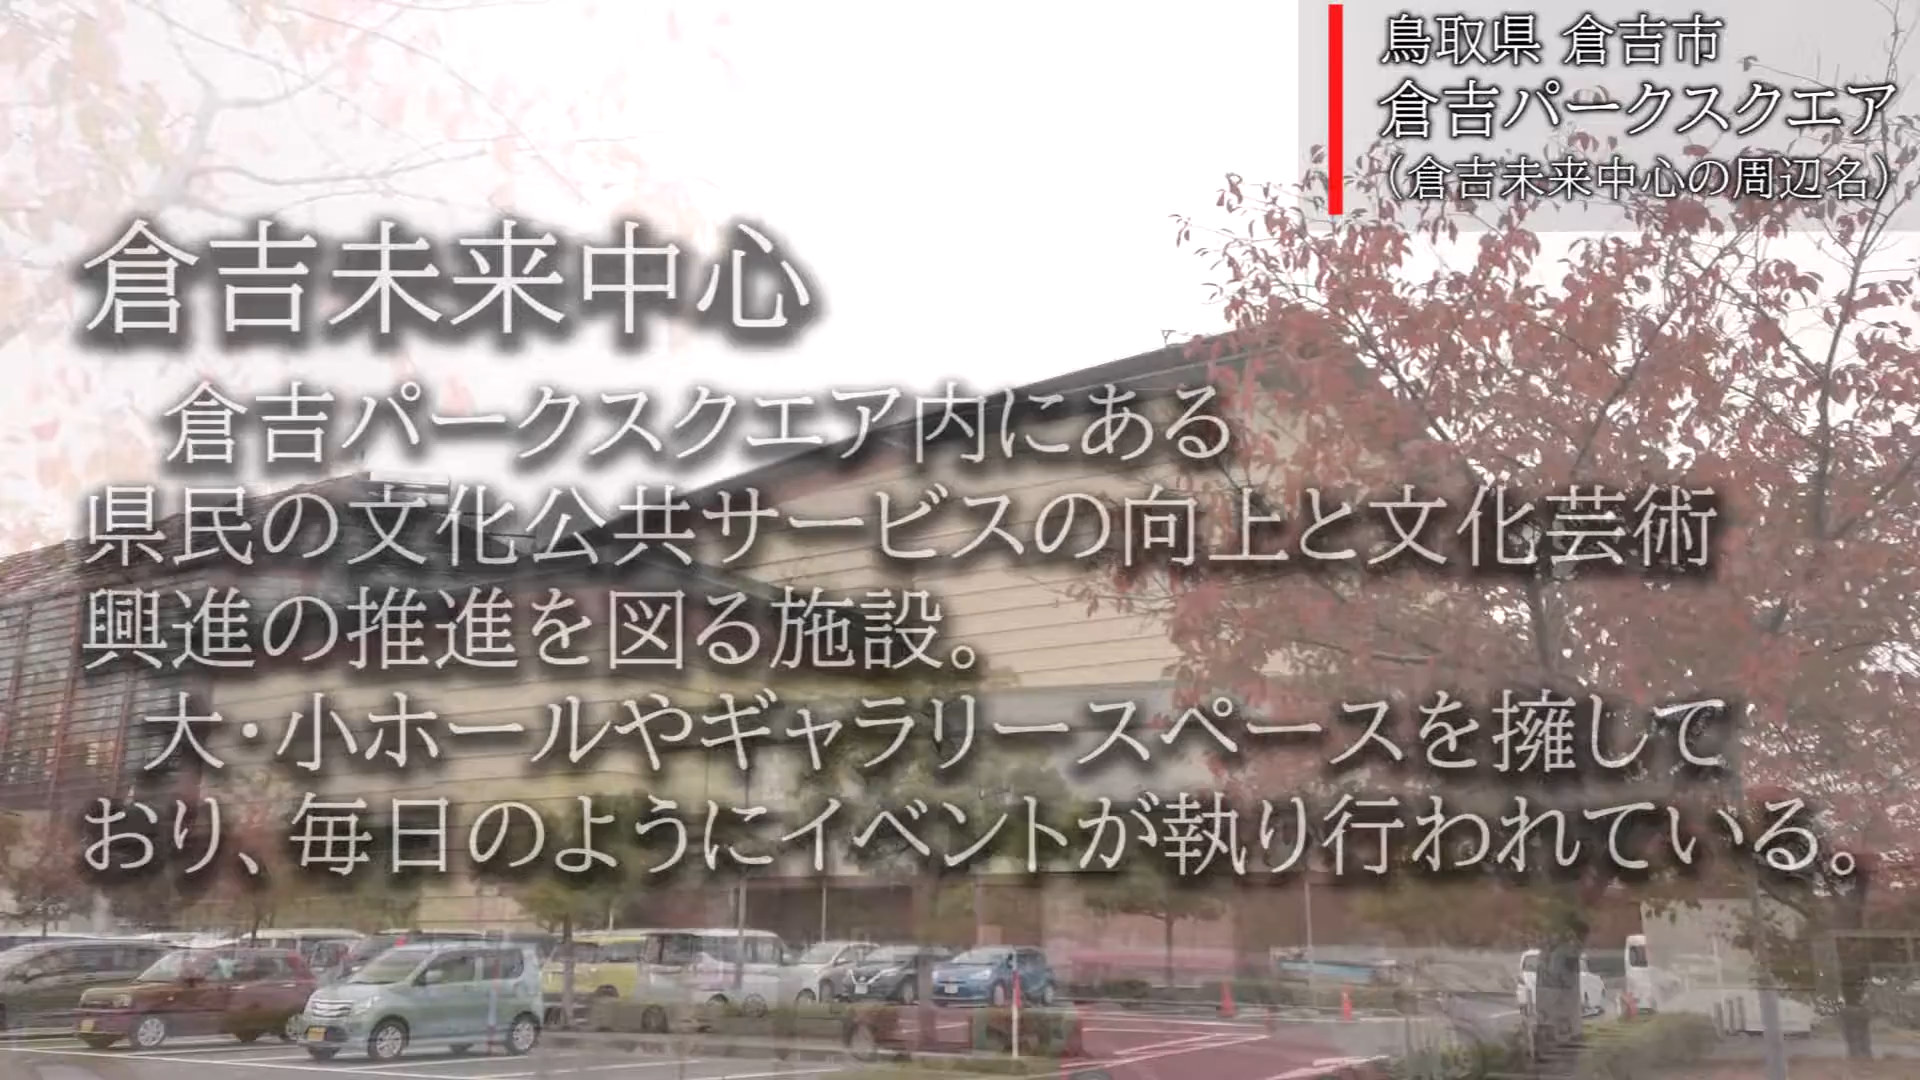 鳥取県 倉吉市
倉吉パークスクエア
（倉吉未来中心の周辺名）
倉吉未来中心
倉吉パークスクエア内にある
県民の文化公共サービスの向上と文化芸術
興進の推進を図る施設。
大・小ホールやギャラリースペースを擁して
おり、毎日のようにイベントが執り行われている。